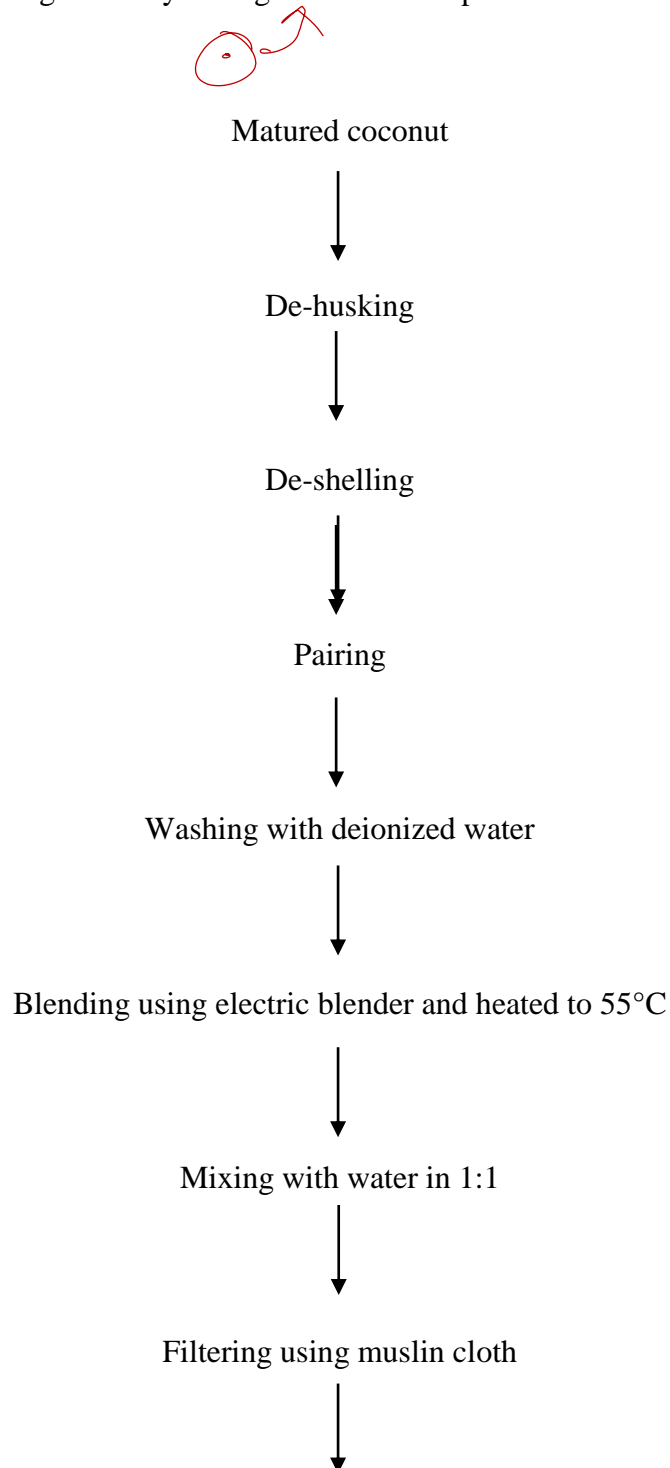 Matured coconut
De-husking
De-shelling
Pairing
Washing with deionized water
Blending using electric blender and heated to 55°C
Mixing with water in 1:1
Filtering using muslin cloth